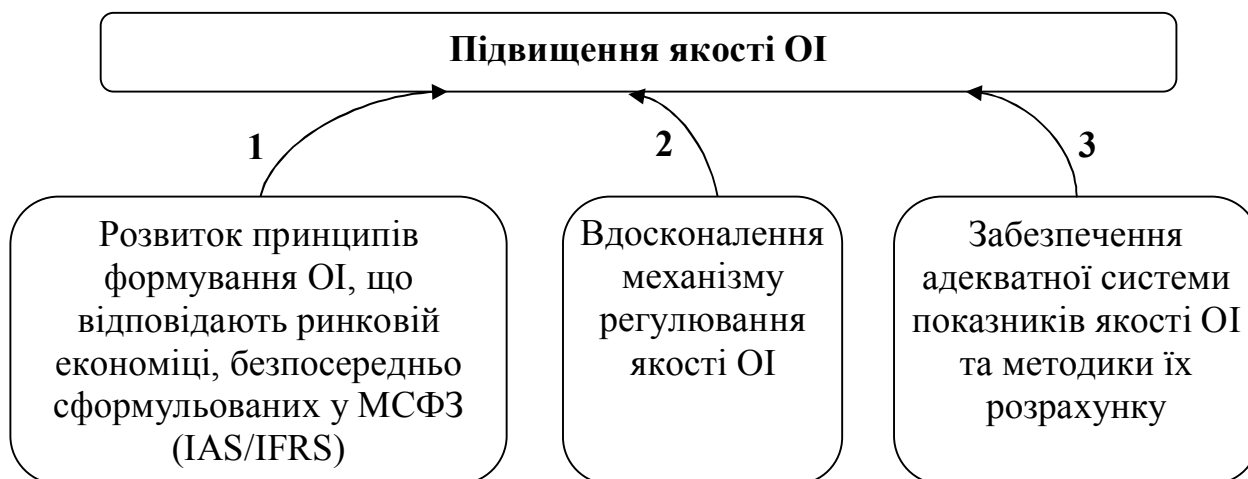 Підвищення якості ОІ
1
2
3
Розвиток принципів
формування ОІ, що
відповідають ринковій
економіці, безпосередньо
сформульованих у МСФЗ
(IAS/IFRS)
Вдосконалення
механізму
регулювання
якості ОІ
Забезпечення
адекватної системи
показників якості ОІ
та методики їх
розрахунку